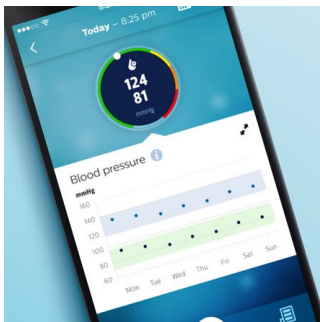 Today – 8:25 pm
124
81
mmHg
Blood pressure i
mmHg
160
140
120
100
80
60
Mon Tue Wed Thu Fri Sat Sun